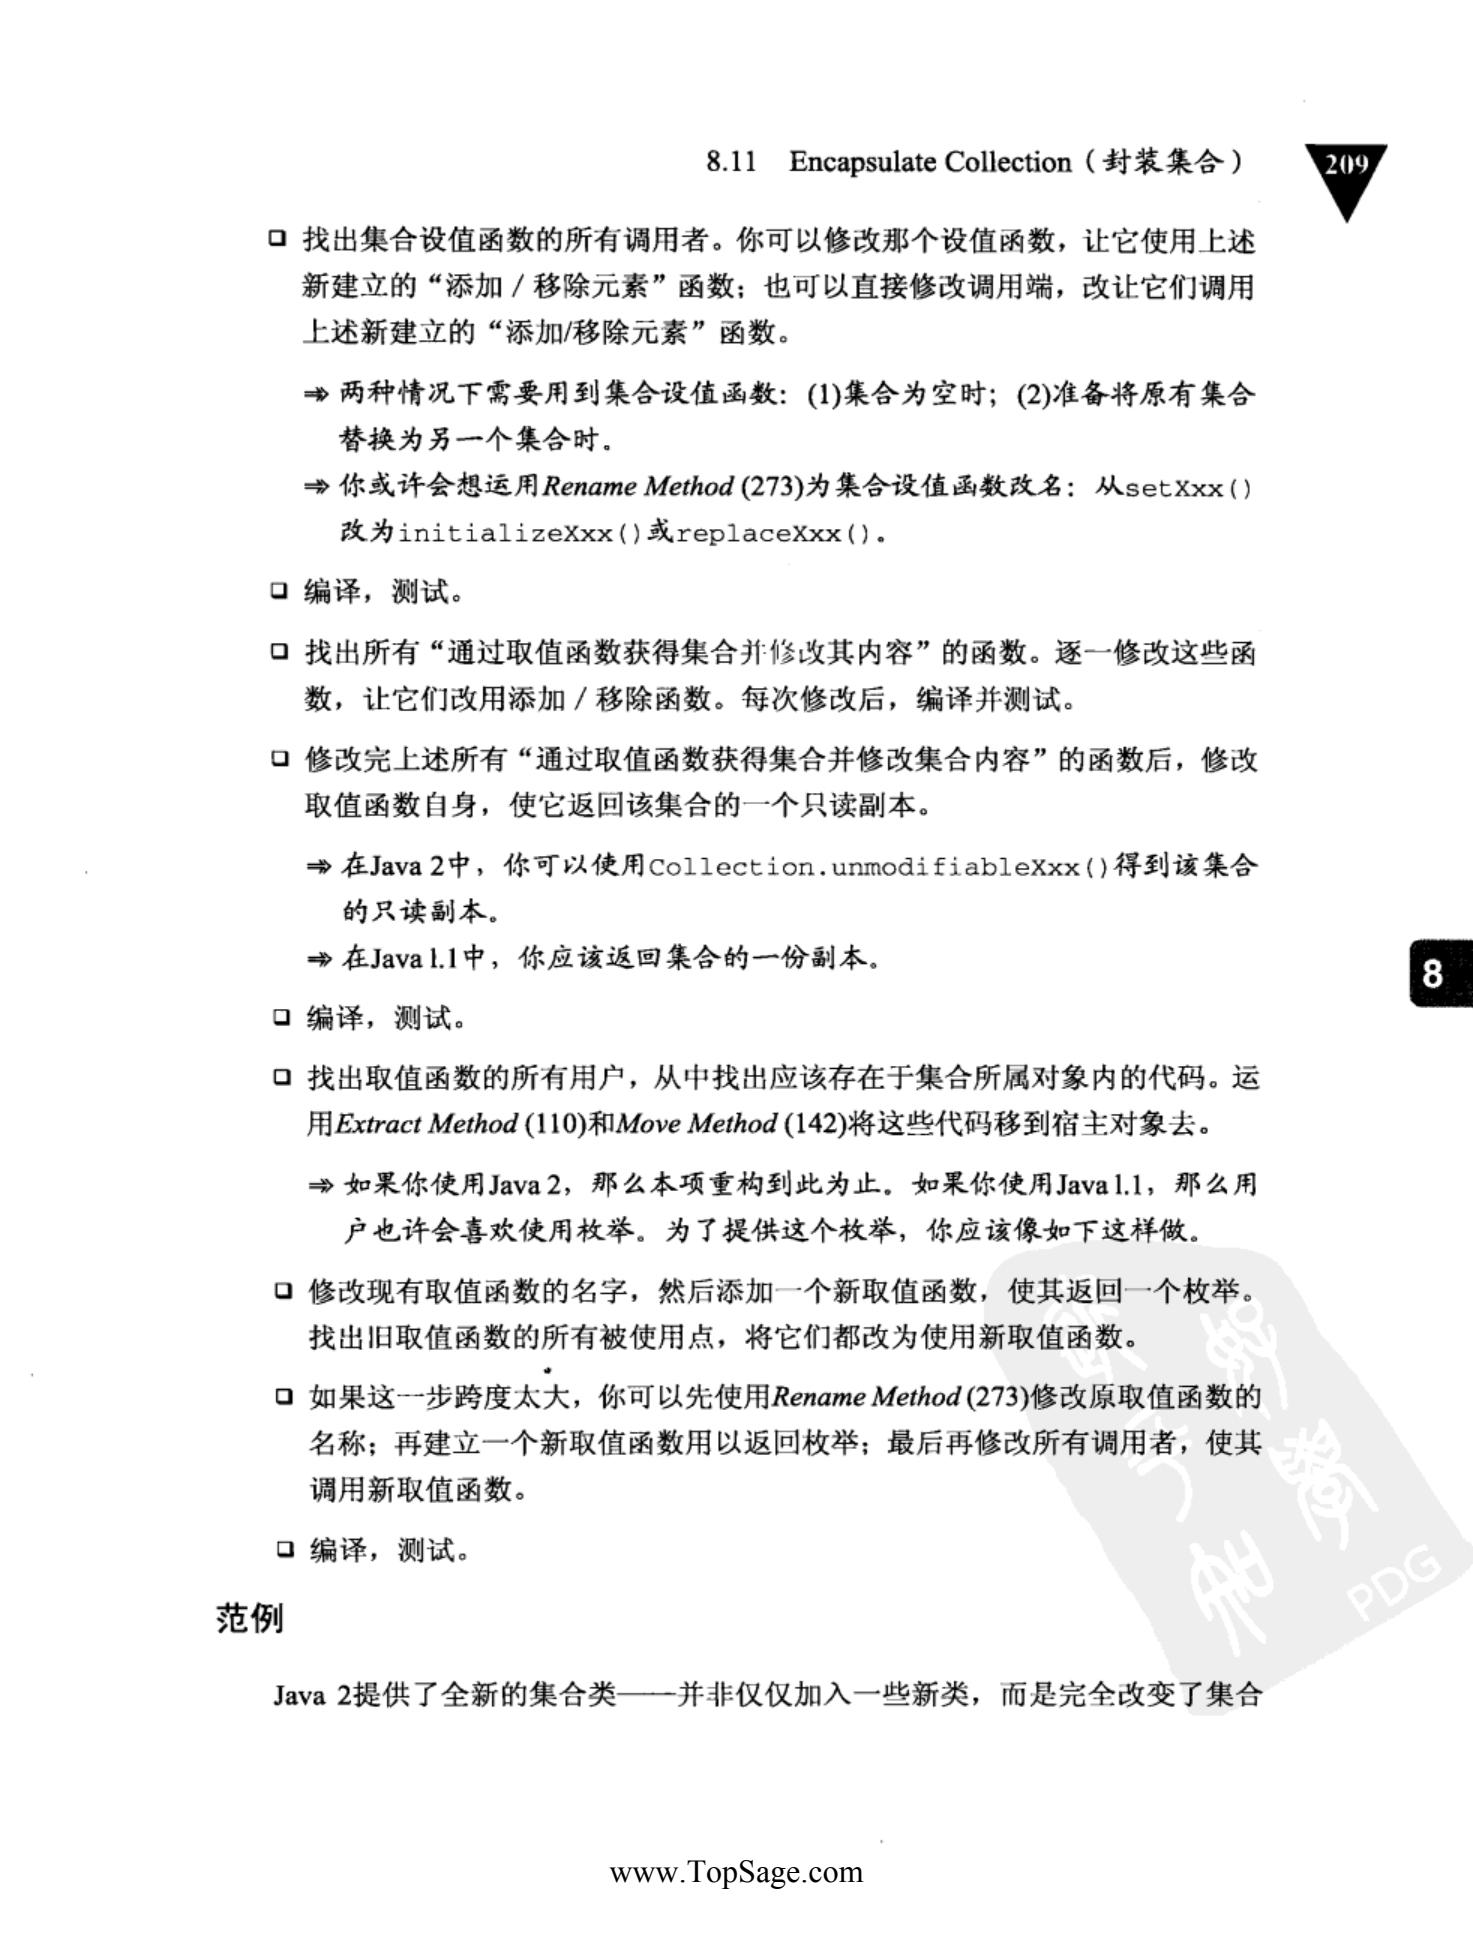 8.11 Encapsulate Collection（封装集合） 209
❑ 找出集合设值函数的所有调用者。你可以修改那个设值函数，让它使用上述
新建立的“添加 / 移除元素”函数；也可以直接修改调用端，改让它们调用
上述新建立的“添加/移除元素”函数。
⇒ 两种情况下需要用到集合设值函数：(1)集合为空时；(2)准备将原有集合
替换为另一个集合时。
⇒ 你或许会想运用Rename Method (273)为集合设值函数改名：从setXxx()
改为initializeXxx()或replaceXxx()。
❑ 编译，测试。
❑ 找出所有“通过取值函数获得集合并修改其内容”的函数。逐一修改这些函
数，让它们改用添加 / 移除函数。每次修改后，编译并测试。
❑ 修改完上述所有“通过取值函数获得集合并修改集合内容”的函数后，修改
取值函数自身，使它返回该集合的一个只读副本。
⇒ 在Java 2中，你可以使用Collection.unmodifiableXxx()得到该集合
的只读副本。
⇒ 在Java 1.1中，你应该返回集合的一份副本。
8
❑ 编译，测试。
❑ 找出取值函数的所有用户，从中找出应该存在于集合所属对象内的代码。运
用Extract Method (110)和Move Method (142)将这些代码移到宿主对象去。
⇒ 如果你使用Java 2，那么本项重构到此为止。如果你使用Java 1.1，那么用
户也许会喜欢使用枚举。为了提供这个枚举，你应该像如下这样做。
❑ 修改现有取值函数的名字，然后添加一个新取值函数，使其返回一个枚举。
找出旧取值函数的所有被使用点，将它们都改为使用新取值函数。
❑ 如果这一步跨度太大，你可以先使用Rename Method (273)修改原取值函数的
名称；再建立一个新取值函数用以返回枚举；最后再修改所有调用者，使其
调用新取值函数。
❑ 编译，测试。
PDG
范例
Java 2提供了全新的集合类——并非仅仅加入一些新类，而是完全改变了集合
www.TopSage.com